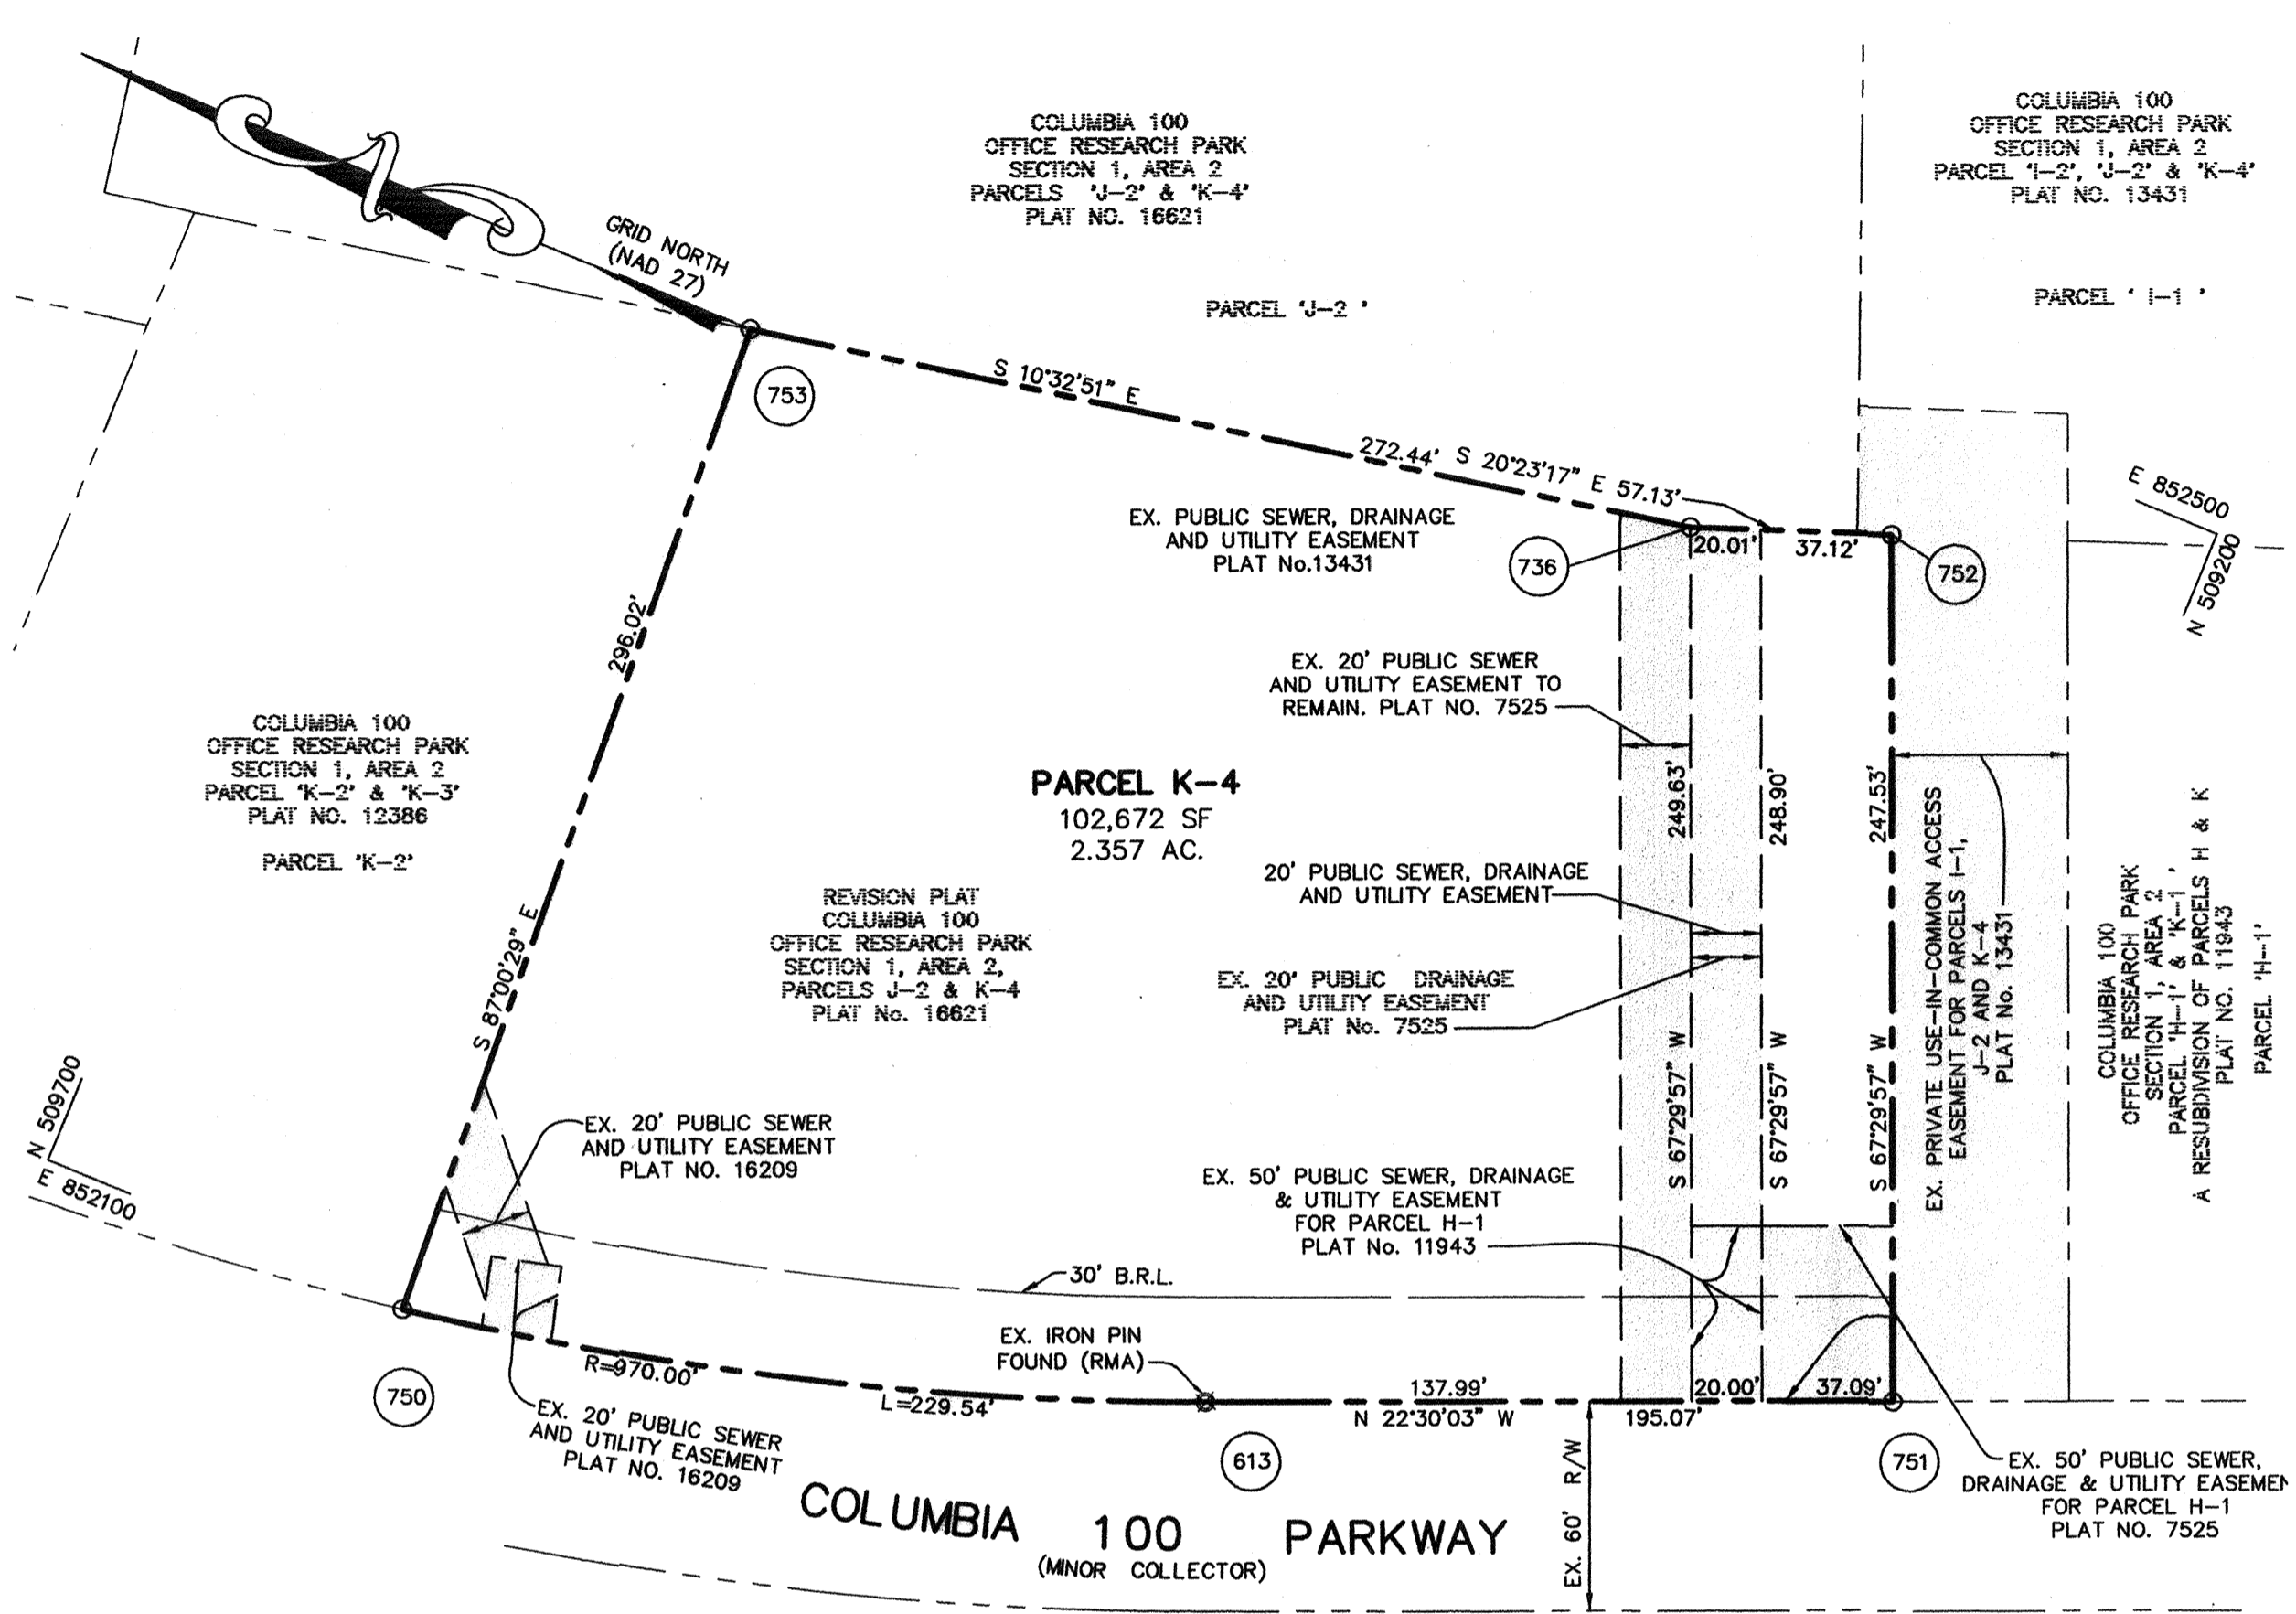 COLUMBIA 100
OFFICE RESEARCH PARK
SECTION 1, AREA 2
PARCELS 'J-2' & 'K-4'
PLAT NO. 16621
COLUMBIA 100
OFFICE RESEARCH PARK
SECTION 1, AREA 2
PARCEL 'I-2', 'J-2' & 'K-4'
PLAT NO. 13431
GRID NORTH
(NAD 27)
PARCEL 'J-2 '
PARCEL ' I-1 '
753
S 10°32'51" E
272.44'
S 20°23'17" E 57.13'
E 852500
N 509200
EX. PUBLIC SEWER, DRAINAGE
AND UTILITY EASEMENT
PLAT No.13431
736
20.01'
37.12'
752
296.02'
S 87°00'29" E
EX. 20' PUBLIC SEWER
AND UTILITY EASEMENT TO
REMAIN. PLAT NO. 7525
COLUMBIA 100
OFFICE RESEARCH PARK
SECTION 1, AREA 2
PARCEL 'K-2' & 'K-3'
PLAT NO. 12386
PARCEL 'K-2'
PARCEL K-4
102,672 SF
2.357 AC.
249.63'
248.90'
247.53'
S 67°29'57" W
S 67°29'57" W
S 67°29'57" W
EX. PRIVATE USE-IN-COMMON ACCESS
EASEMENT FOR PARCELS I-1,
J-2 AND K-4
PLAT No. 13431
COLUMBIA 100
OFFICE RESEARCH PARK
SECTION 1, AREA 2
PARCEL 'H-1' & 'K-1 ',
A RESUBDIVISION OF PARCELS H & K
PLAT NO. 11943
PARCEL 'H-1'
20' PUBLIC SEWER, DRAINAGE
AND UTILITY EASEMENT
REVISION PLAT
COLUMBIA 100
OFFICE RESEARCH PARK
SECTION 1, AREA 2,
PARCELS J-2 & K-4
PLAT No. 16621
EX. 20' PUBLIC DRAINAGE
AND UTILITY EASEMENT
PLAT No. 7525
N 509700
E 852100
EX. 20' PUBLIC SEWER
AND UTILITY EASEMENT
PLAT NO. 16209
EX. 50' PUBLIC SEWER, DRAINAGE
& UTILITY EASEMENT
FOR PARCEL H-1
PLAT No. 11943
30' B.R.L.
EX. IRON PIN
FOUND (RMA)
R=970.00'
L=229.54'
137.99'
20.00'
37.09'
N 22°30'03" W
195.07'
750
613
751
EX. 20' PUBLIC SEWER
AND UTILITY EASEMENT
PLAT NO. 16209
EX. 60' R/W
EX. 50' PUBLIC SEWER,
DRAINAGE & UTILITY EASEMEN
FOR PARCEL H-1
PLAT NO. 7525
COLUMBIA 100 PARKWAY
(MINOR COLLECTOR)